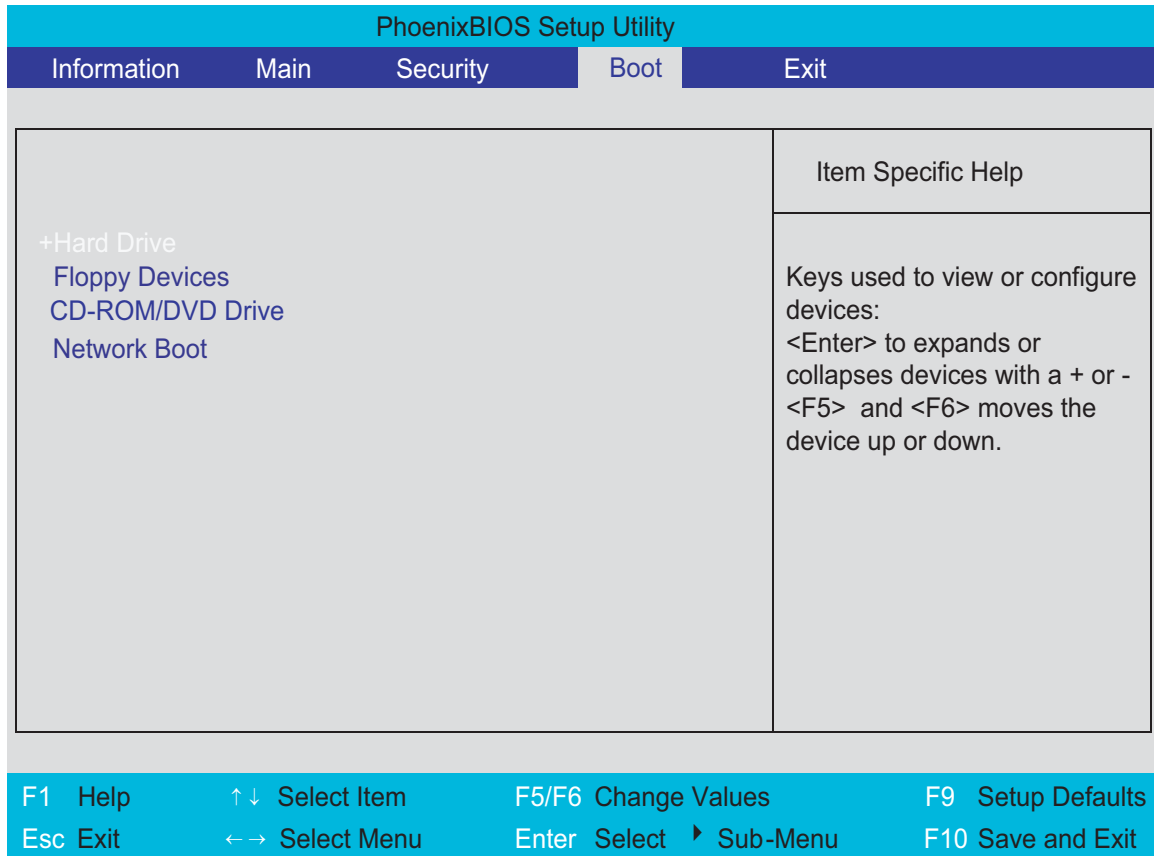 PhoenixBIOS Setup Utility
Information Main Security Boot Exit
Item Specific Help
+Hard Drive
Floppy Devices
CD-ROM/DVD Drive
Network Boot
Keys used to view or configure
devices:
<Enter> to expands or
collapses devices with a + or -
<F5> and <F6> moves the
device up or down.
F1 Help ↑↓ Select Item F5/F6 Change Values F9 Setup Defaults
Esc Exit ←→ Select Menu Enter Select ▸ Sub-Menu F10 Save and Exit